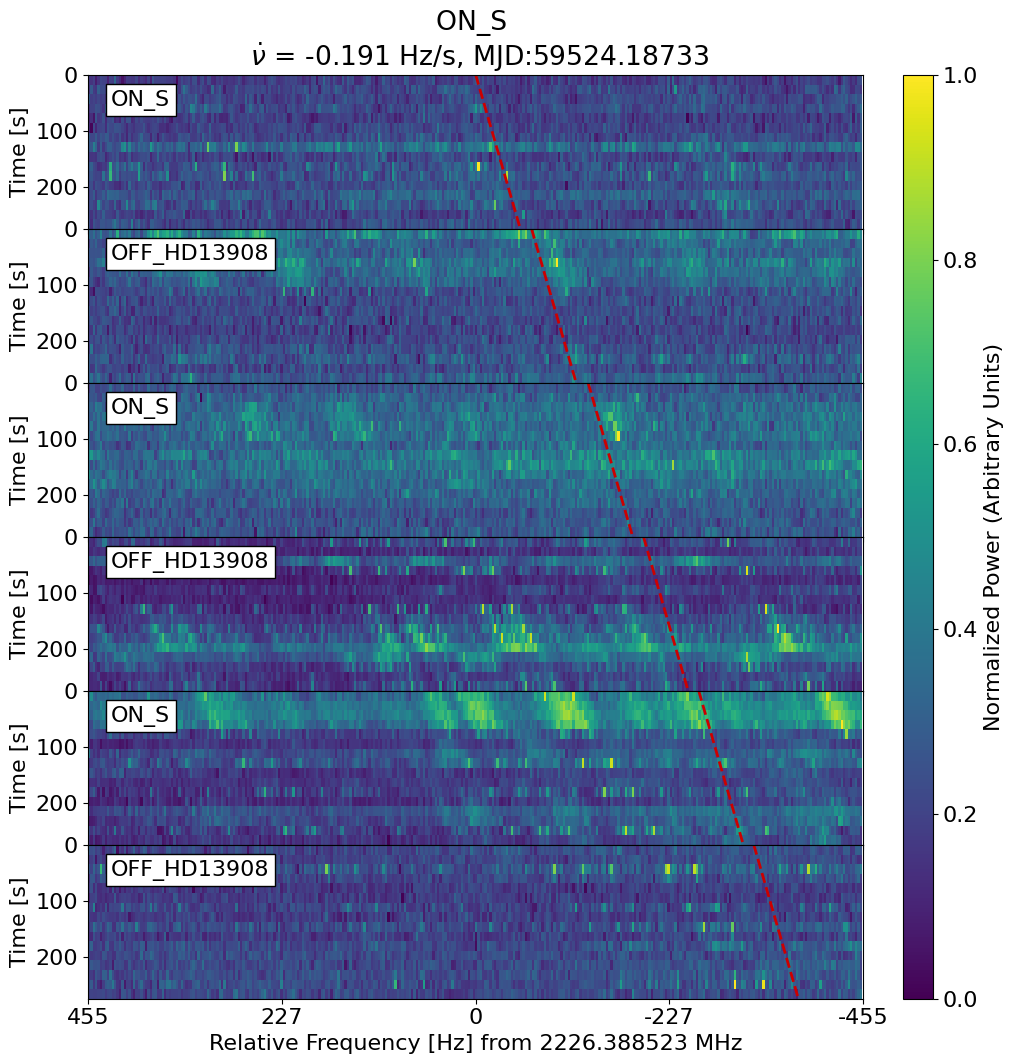 ON_S
ν̇ = -0.191 Hz/s, MJD:59524.18733
0
100
200
Time [s]
ON_S
0
100
200
Time [s]
OFF_HD13908
0
100
200
Time [s]
ON_S
0
100
200
Time [s]
OFF_HD13908
0
100
200
Time [s]
ON_S
0
100
200
Time [s]
OFF_HD13908
455
227
0
-227
-455
Relative Frequency [Hz] from 2226.388523 MHz
1.0
0.8
0.6
0.4
0.2
0.0
Normalized Power (Arbitrary Units)